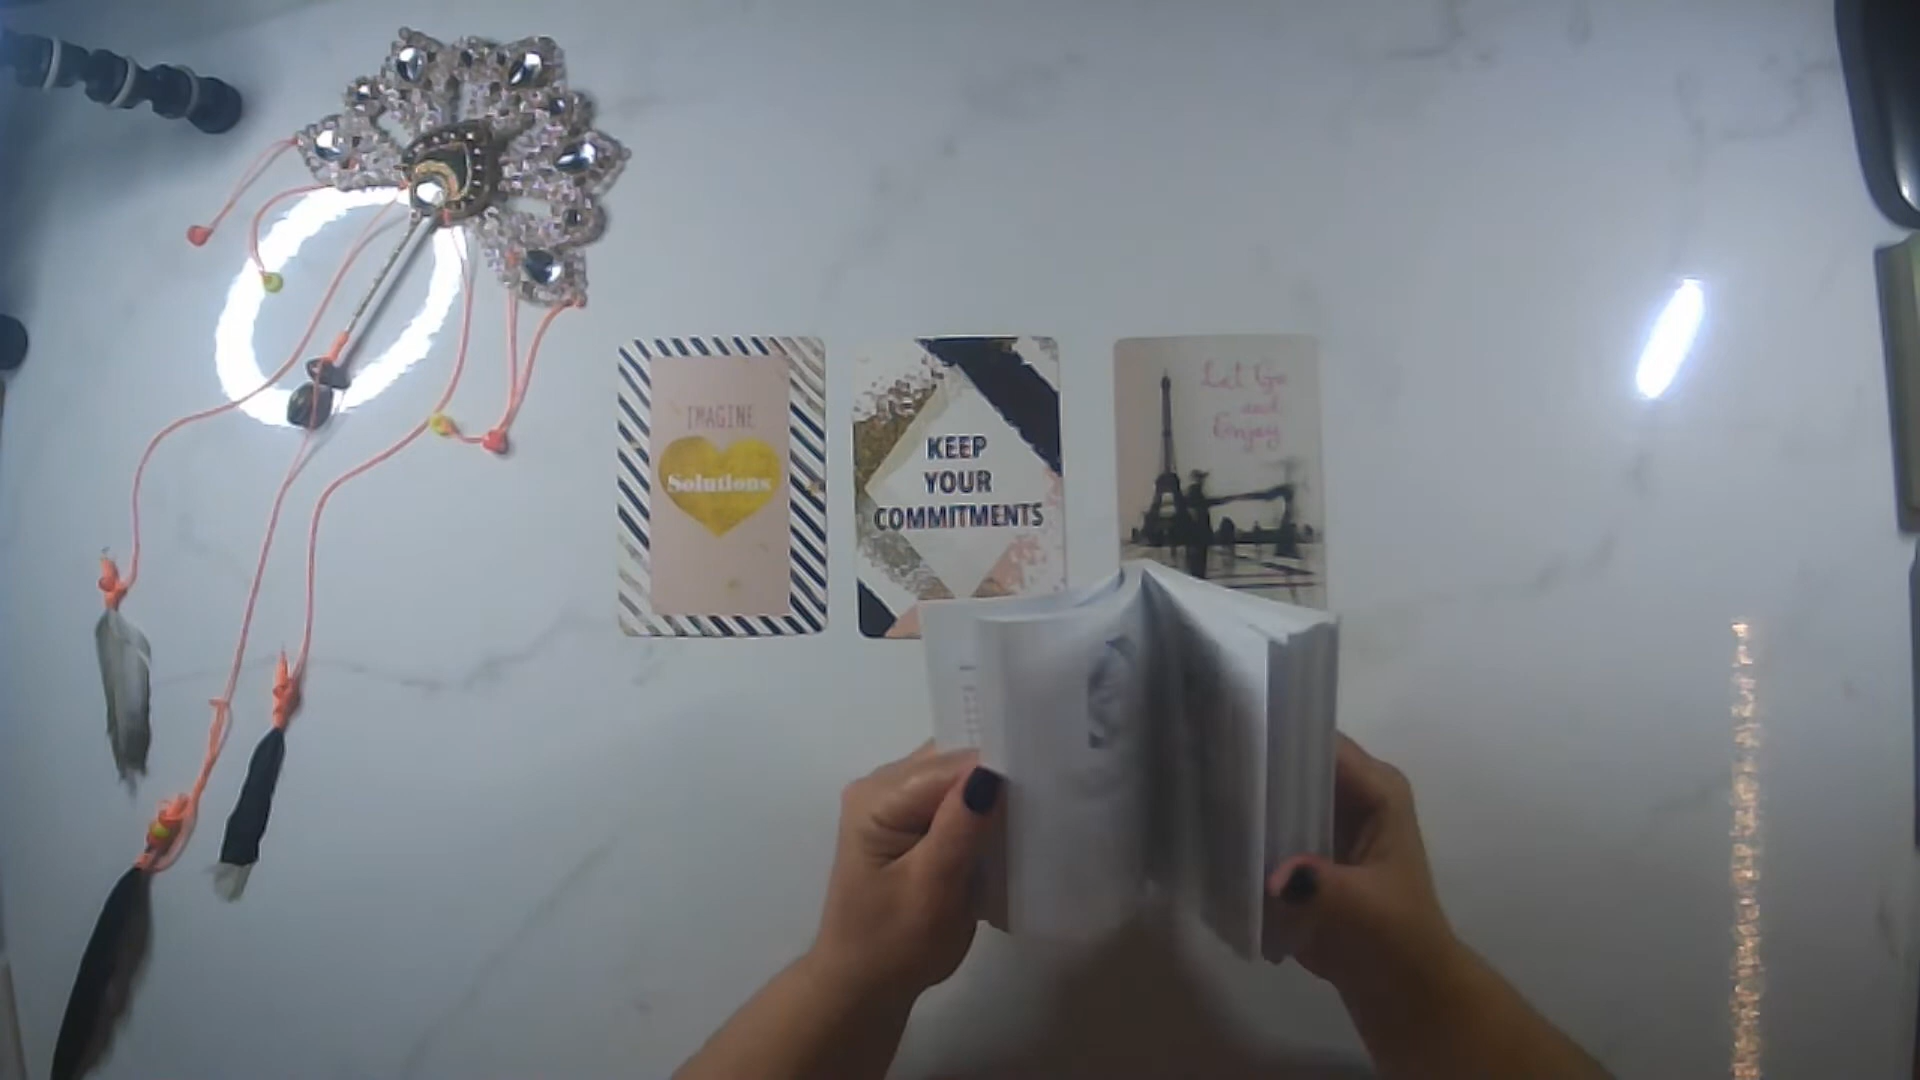 IMAGINE
Solutions
KEEP
YOUR
COMMITMENTS
Let Go
and
Enjoy